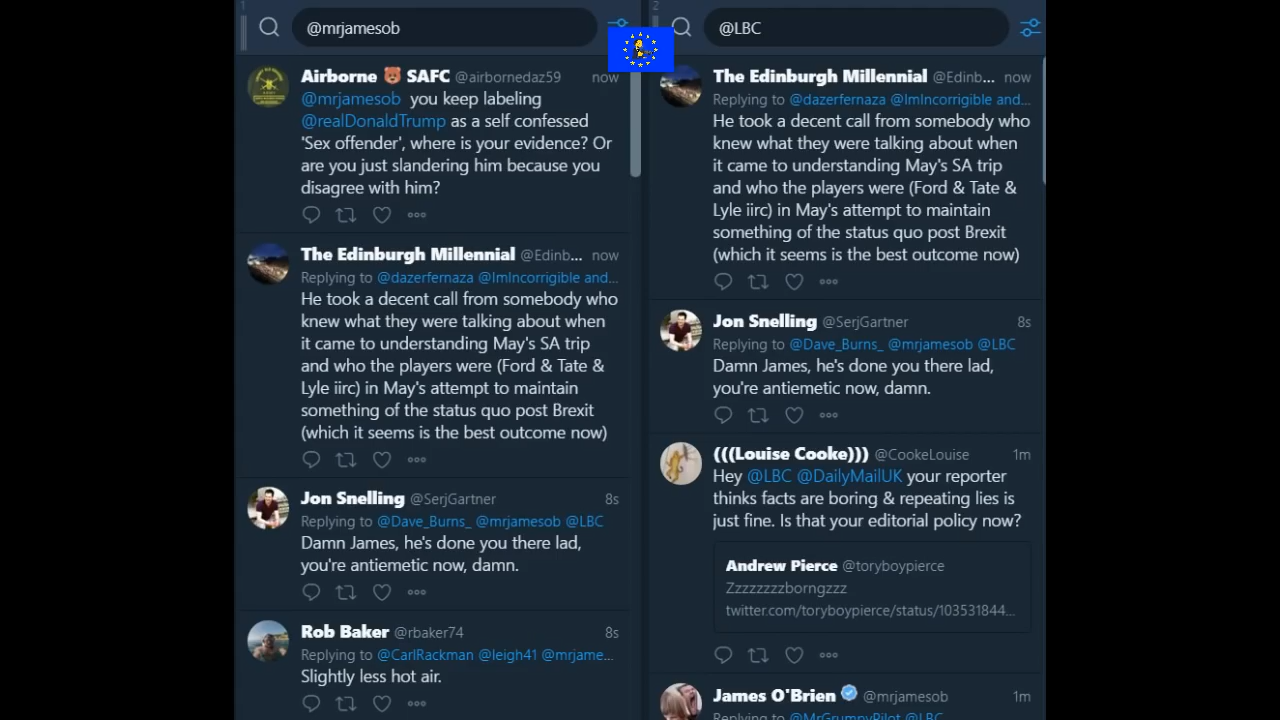 1
@mrjamesob
Airborne 🐻 SAFC @airbornedaz59 now
@mrjamesob you keep labeling
@realDonaldTrump as a self confessed
'Sex offender', where is your evidence? Or
are you just slandering him because you
disagree with him?
The Edinburgh Millennial @Edinb... now
Replying to @dazerfernaza @ImIncorrigible and...
He took a decent call from somebody who
knew what they were talking about when
it came to understanding May's SA trip
and who the players were (Ford & Tate &
Lyle iirc) in May's attempt to maintain
something of the status quo post Brexit
(which it seems is the best outcome now)
Jon Snelling @SerjGartner 8s
Replying to @Dave_Burns_ @mrjamesob @LBC
Damn James, he's done you there lad,
you're antiemetic now, damn.
Rob Baker @rbaker74 8s
Replying to @CarlRackman @leigh41 @mrjame...
Slightly less hot air.
2
@LBC
The Edinburgh Millennial @Edinb... now
Replying to @dazerfernaza @ImIncorrigible and...
He took a decent call from somebody who
knew what they were talking about when
it came to understanding May's SA trip
and who the players were (Ford & Tate &
Lyle iirc) in May's attempt to maintain
something of the status quo post Brexit
(which it seems is the best outcome now)
Jon Snelling @SerjGartner 8s
Replying to @Dave_Burns_ @mrjamesob @LBC
Damn James, he's done you there lad,
you're antiemetic now, damn.
(((Louise Cooke))) @CookeLouise 1m
Hey @LBC @DailyMailUK your reporter
thinks facts are boring & repeating lies is
just fine. Is that your editorial policy now?
Andrew Pierce @toryboypierce
Zzzzzzzzborngzzz
twitter.com/toryboypierce/status/103531844...
James O'Brien @mrjamesob 1m
Replying to @MrGrumpyPilot @LBC